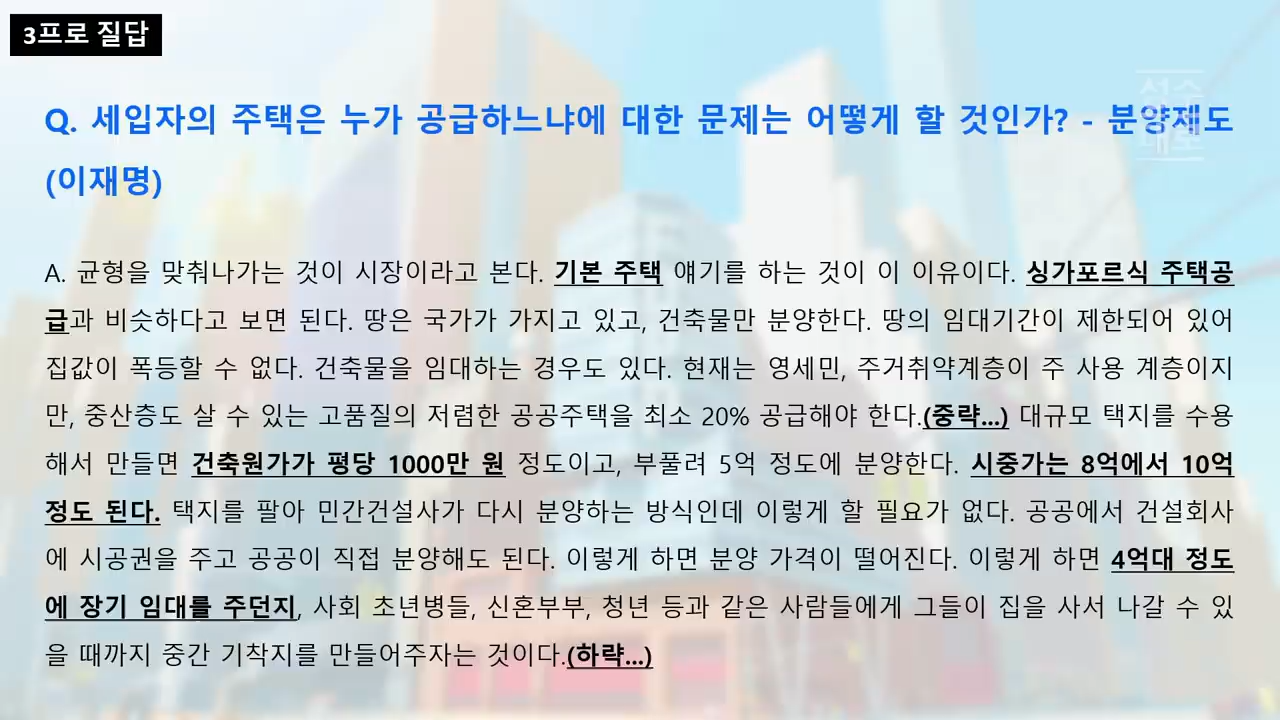 3프로 질답
Q. 세입자의 주택은 누가 공급하느냐에 대한 문제는 어떻게 할 것인가? - 분양제도
(이재명)
A. 균형을 맞춰나가는 것이 시장이라고 본다. 기본 주택 얘기를 하는 것이 이 이유이다. 싱가포르식 주택공
급과 비슷하다고 보면 된다. 땅은 국가가 가지고 있고, 건축물만 분양한다. 땅의 임대기간이 제한되어 있어
집값이 폭등할 수 없다. 건축물을 임대하는 경우도 있다. 현재는 영세민, 주거취약계층이 주 사용 계층이지
만, 중산층도 살 수 있는 고품질의 저렴한 공공주택을 최소 20% 공급해야 한다.(중략...) 대규모 택지를 수용
해서 만들면 건축원가가 평당 1000만 원 정도이고, 부풀려 5억 정도에 분양한다. 시중가는 8억에서 10억
정도 된다. 택지를 팔아 민간건설사가 다시 분양하는 방식인데 이렇게 할 필요가 없다. 공공에서 건설회사
에 시공권을 주고 공공이 직접 분양해도 된다. 이렇게 하면 분양 가격이 떨어진다. 이렇게 하면 4억대 정도
에 장기 임대를 주던지, 사회 초년병들, 신혼부부, 청년 등과 같은 사람들에게 그들이 집을 사서 나갈 수 있
을 때까지 중간 기착지를 만들어주자는 것이다.(하략...)